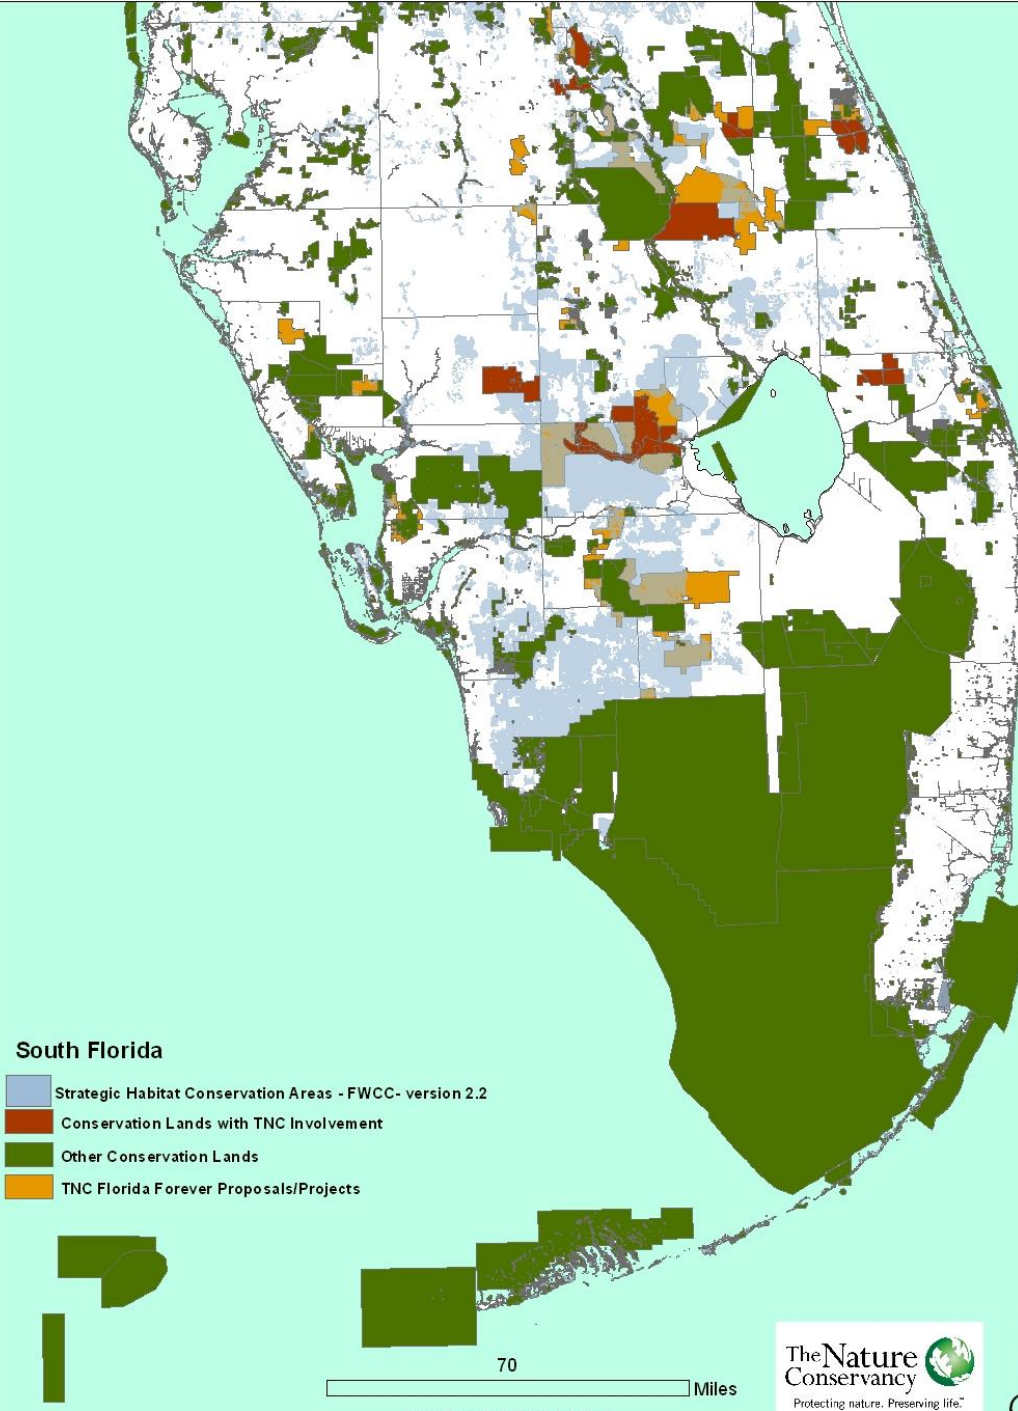 South Florida
Strategic Habitat Conservation Areas - FWCC- version 2.2
Conservation Lands with TNC Involvement
Other Conservation Lands
TNC Florida Forever Proposals/Projects
70
Miles
The Nature
Conservancy
Protecting nature. Preserving life.℠